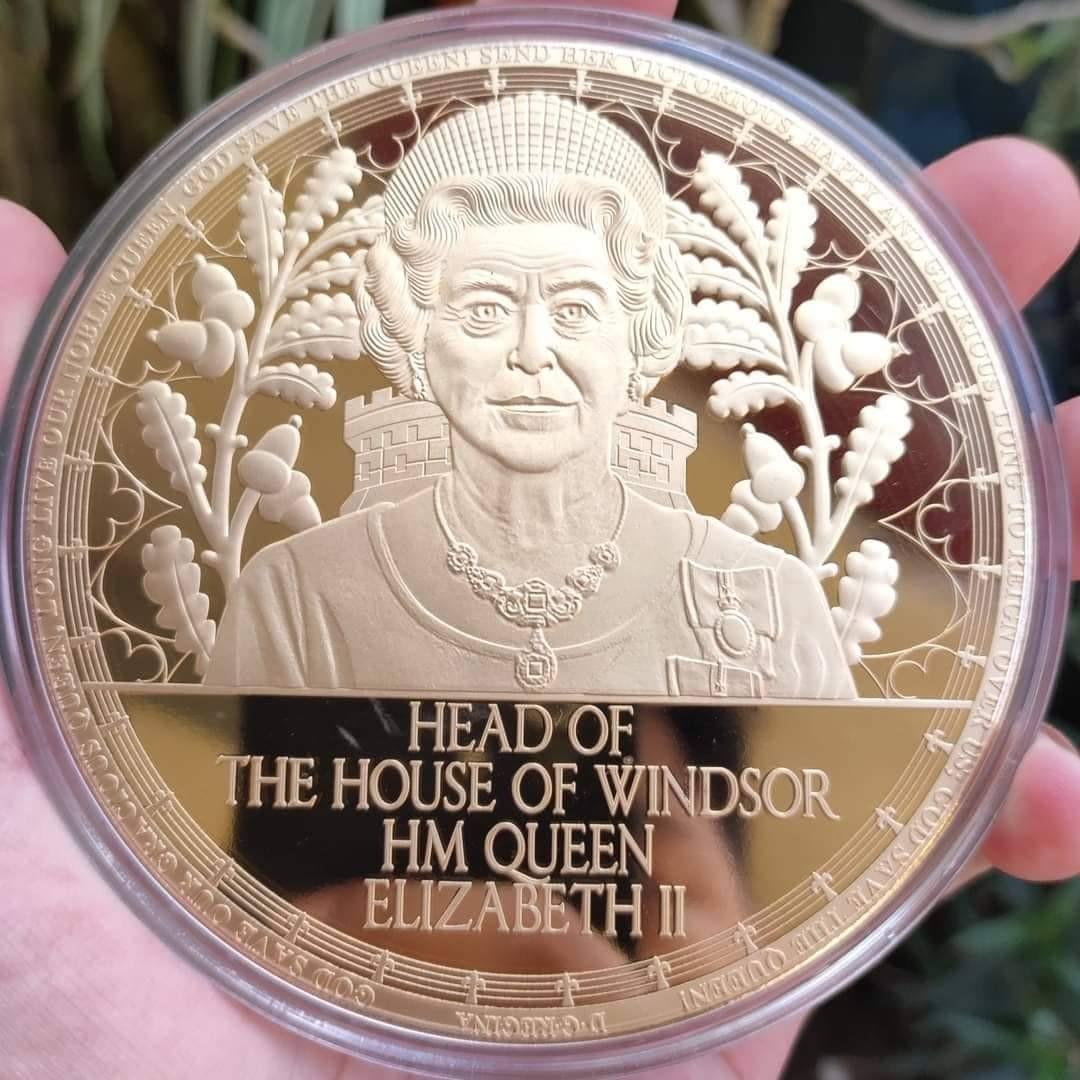 GOD SAVE OUR GRACIOUS QUEEN, LONG LIVE OUR NOBLE QUEEN, GOD SAVE THE QUEEN! SEND HER VICTORIOUS, HAPPY AND GLORIOUS, LONG TO REIGN OVER US! GOD SAVE THE QUEEN!
HEAD OF
THE HOUSE OF WINDSOR
HM QUEEN
ELIZABETH II
D·G·REGINA